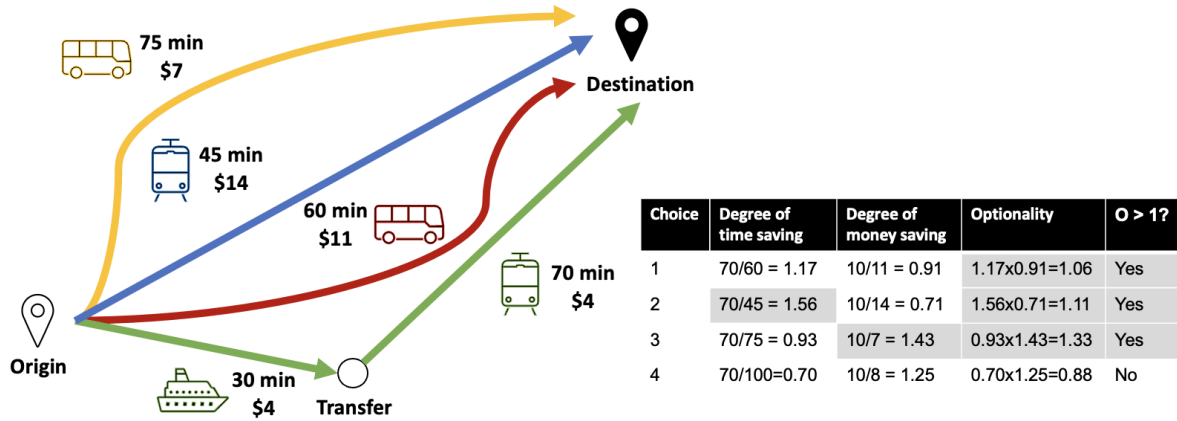 75 min
$7
Destination
45 min
$14
60 min
$11
70 min
$4
Origin
30 min
$4
Transfer
Choice Degree of time saving Degree of money saving Optionality O > 1?
1 70/60 = 1.17 10/11 = 0.91 1.17x0.91=1.06 Yes
2 70/45 = 1.56 10/14 = 0.71 1.56x0.71=1.11 Yes
3 70/75 = 0.93 10/7 = 1.43 0.93x1.43=1.33 Yes
4 70/100=0.70 10/8 = 1.25 0.70x1.25=0.88 No